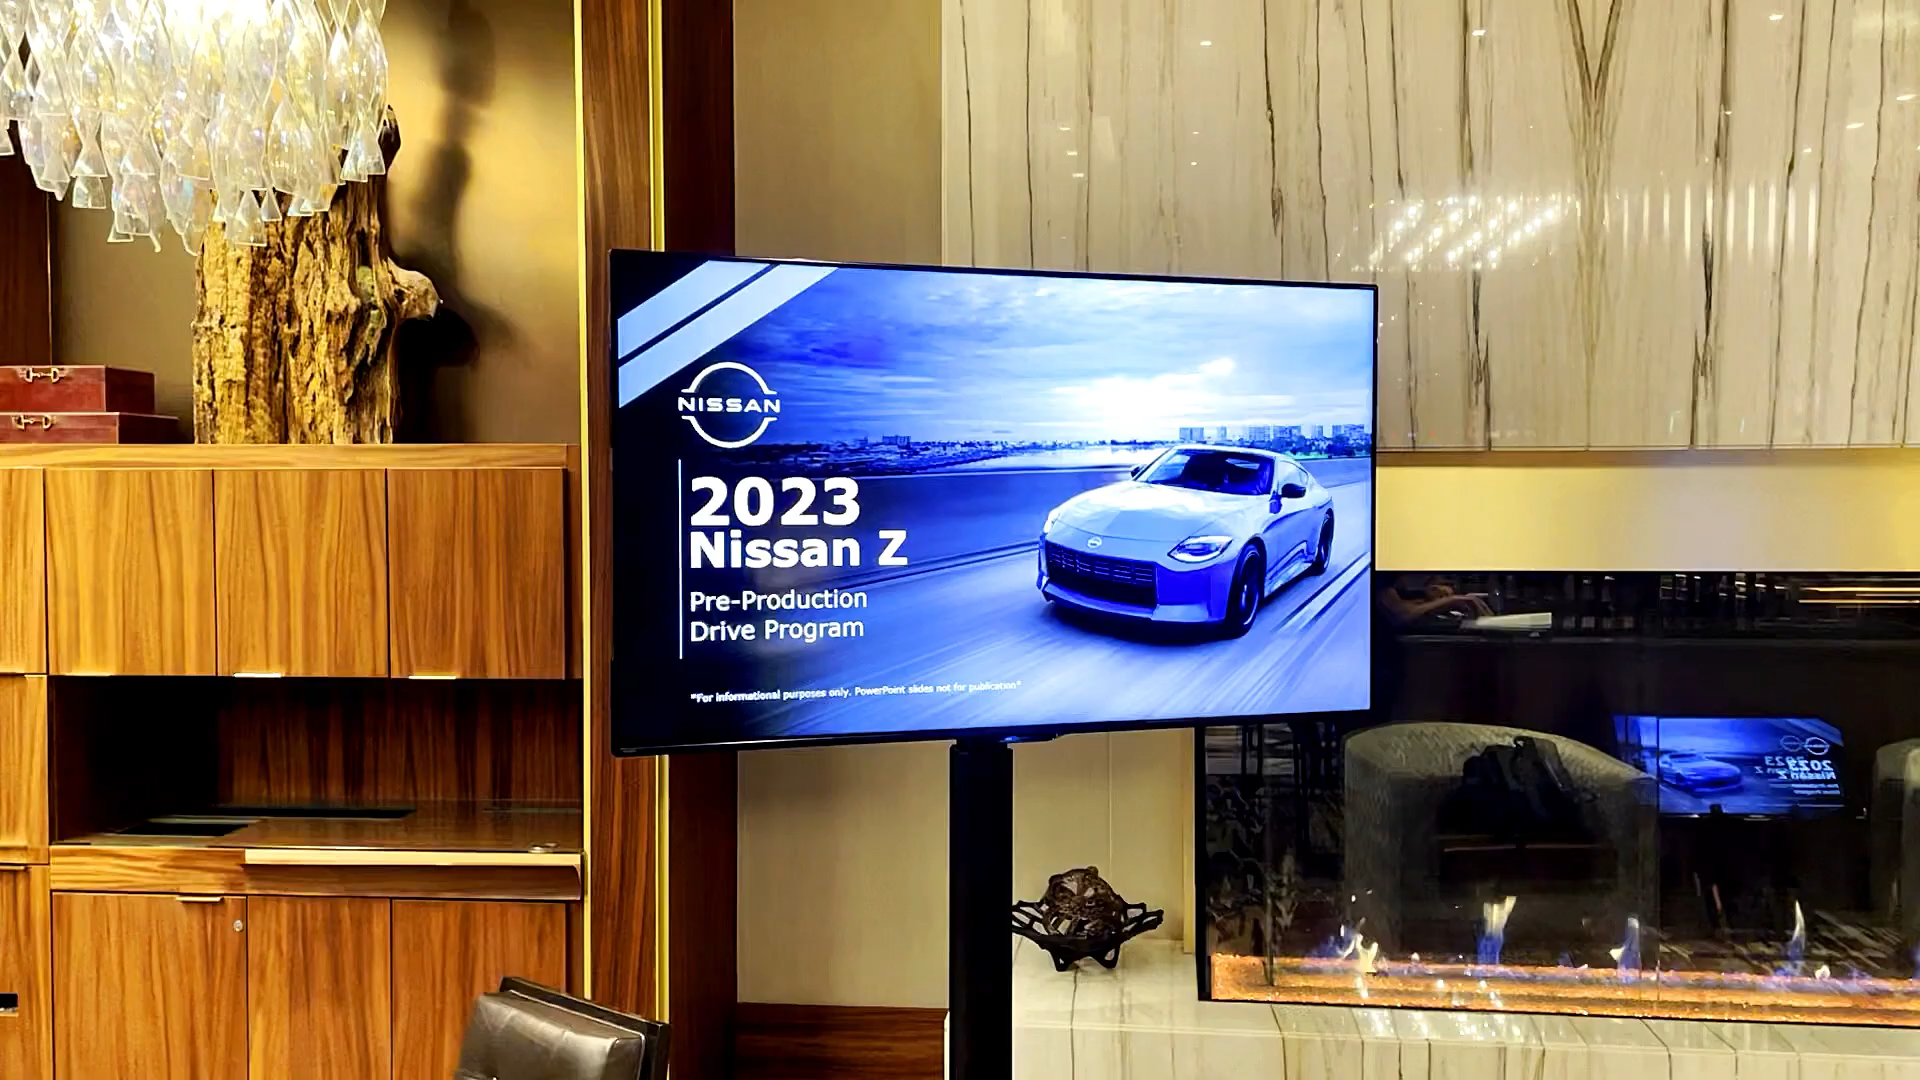 NISSAN
2023
Nissan Z
Pre-Production
Drive Program
*For informational purposes only. PowerPoint slides not for publication*